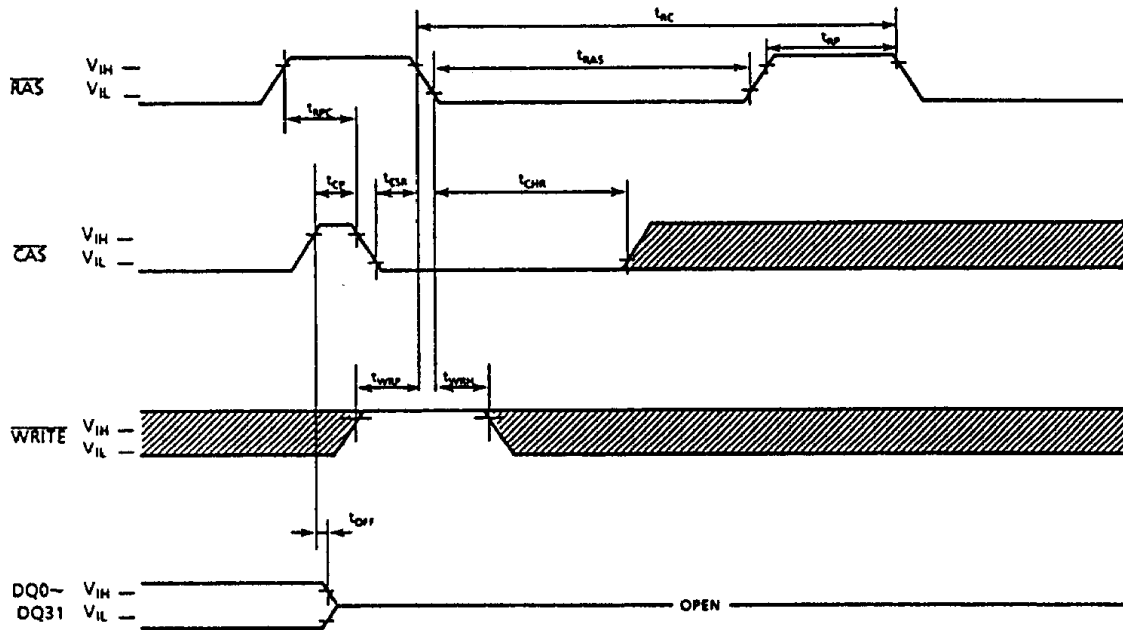 tRC
tRP
tRAS
RAS
VIH
VIL
tRPC
tCP
tCSR
tCHR
CAS
VIH
VIL
tWRP
tWRH
WRITE
VIH
VIL
tOFF
DQ0~
DQ31
VIH
VIL
OPEN